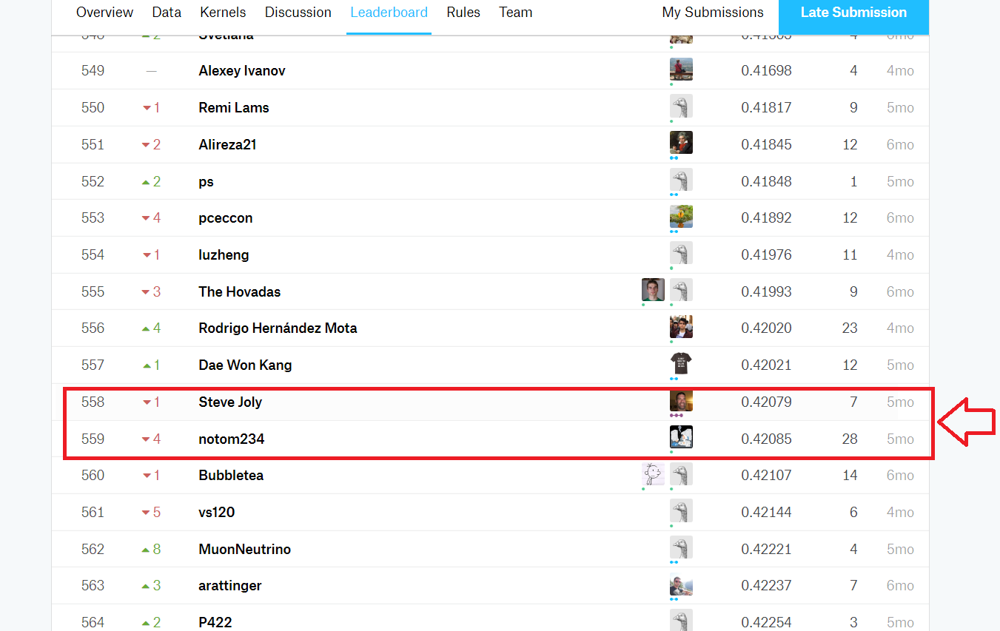 Overview Data Kernels Discussion Leaderboard Rules Team My Submissions Late Submission
548 2 Svetlana 4 6mo
549 — Alexey Ivanov 0.41698 4 4mo
550 1 Remi Lams 0.41817 9 5mo
551 2 Alireza21 0.41845 12 6mo
552 2 ps 0.41848 1 5mo
553 4 pceccon 0.41892 12 6mo
554 1 luzheng 0.41976 11 4mo
555 3 The Hovadas 0.41993 9 6mo
556 4 Rodrigo Hernández Mota 0.42020 23 4mo
557 1 Dae Won Kang 0.42021 12 5mo
558 1 Steve Joly 0.42079 7 5mo
559 4 notom234 0.42085 28 5mo
560 1 Bubbletea 0.42107 14 6mo
561 5 vs120 0.42144 6 4mo
562 8 MuonNeutrino 0.42221 4 5mo
563 3 arattinger 0.42237 7 6mo
564 2 P422 0.42254 3 5mo